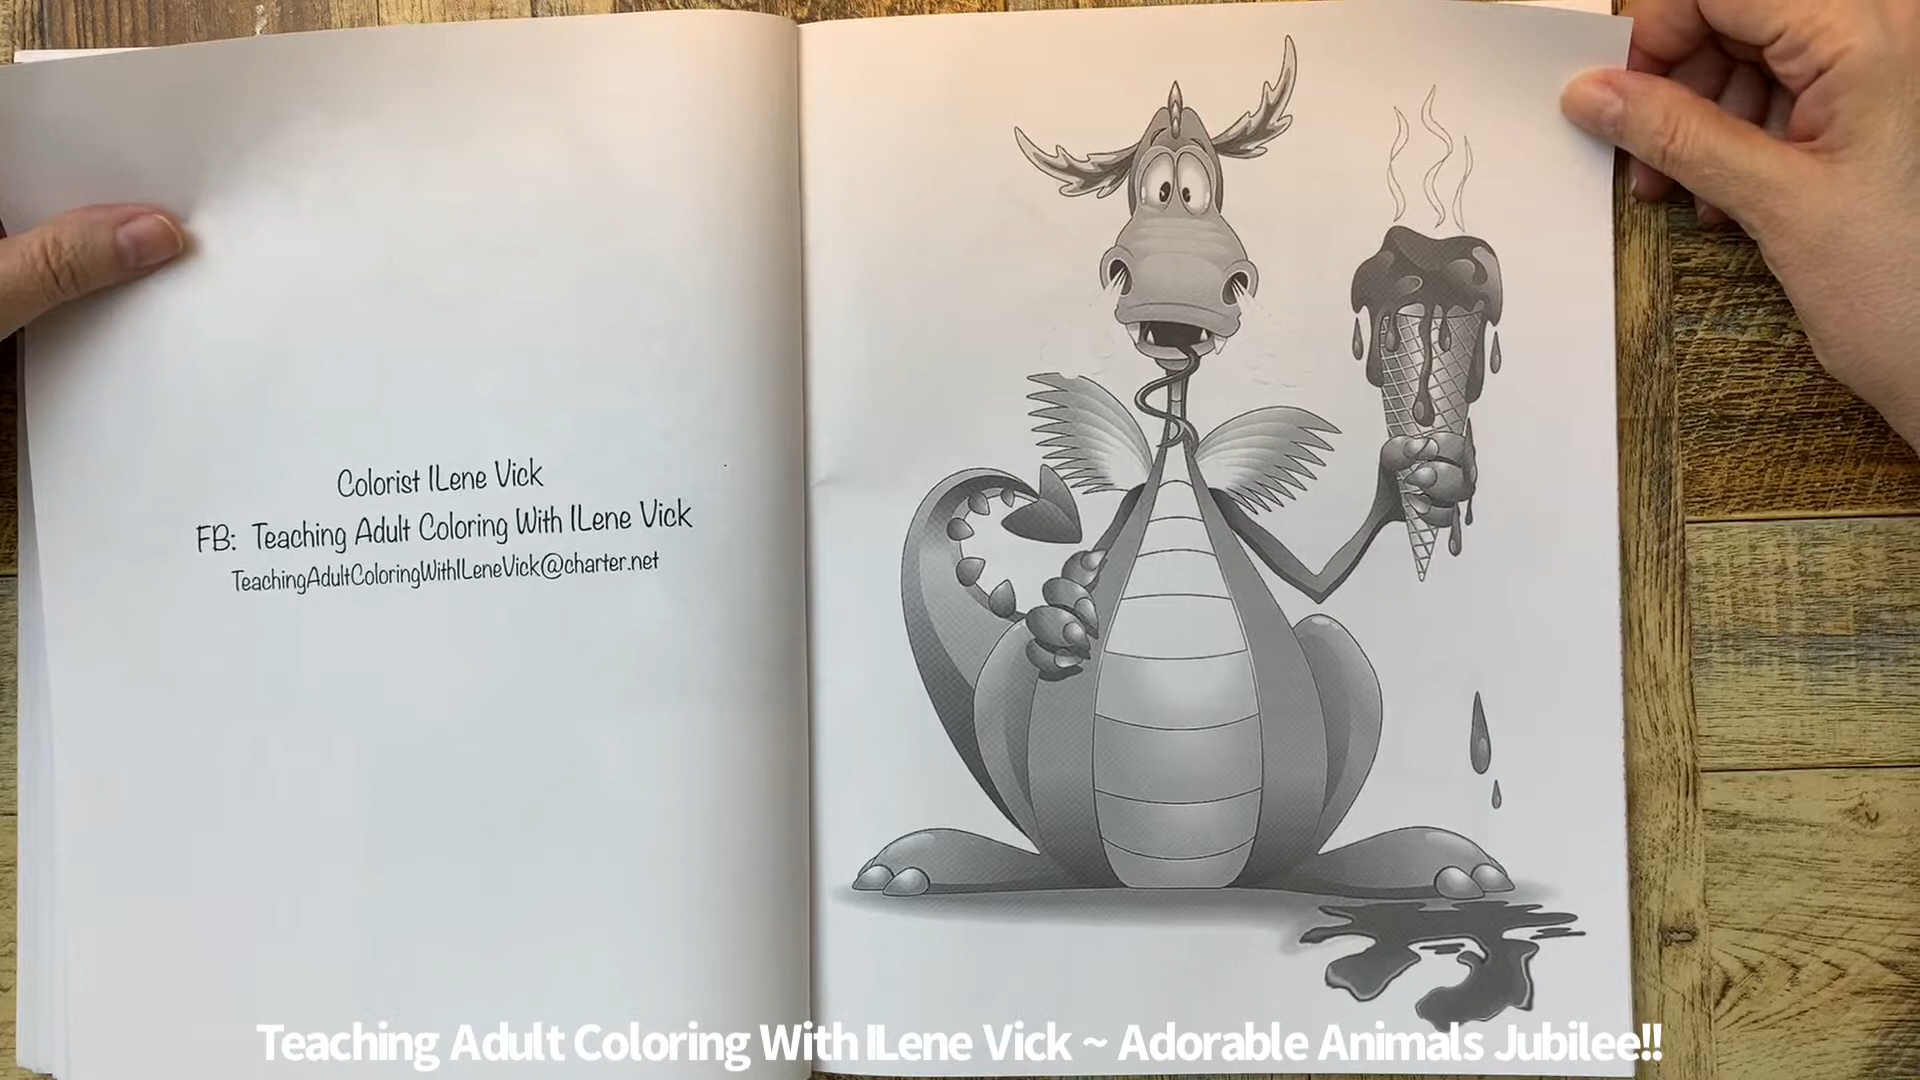 Colorist ILene Vick
FB: Teaching Adult Coloring With ILene Vick
TeachingAdultColoringWithILeneVick@charter.net
Teaching Adult Coloring With ILene Vick ~ Adorable Animals Jubilee!!